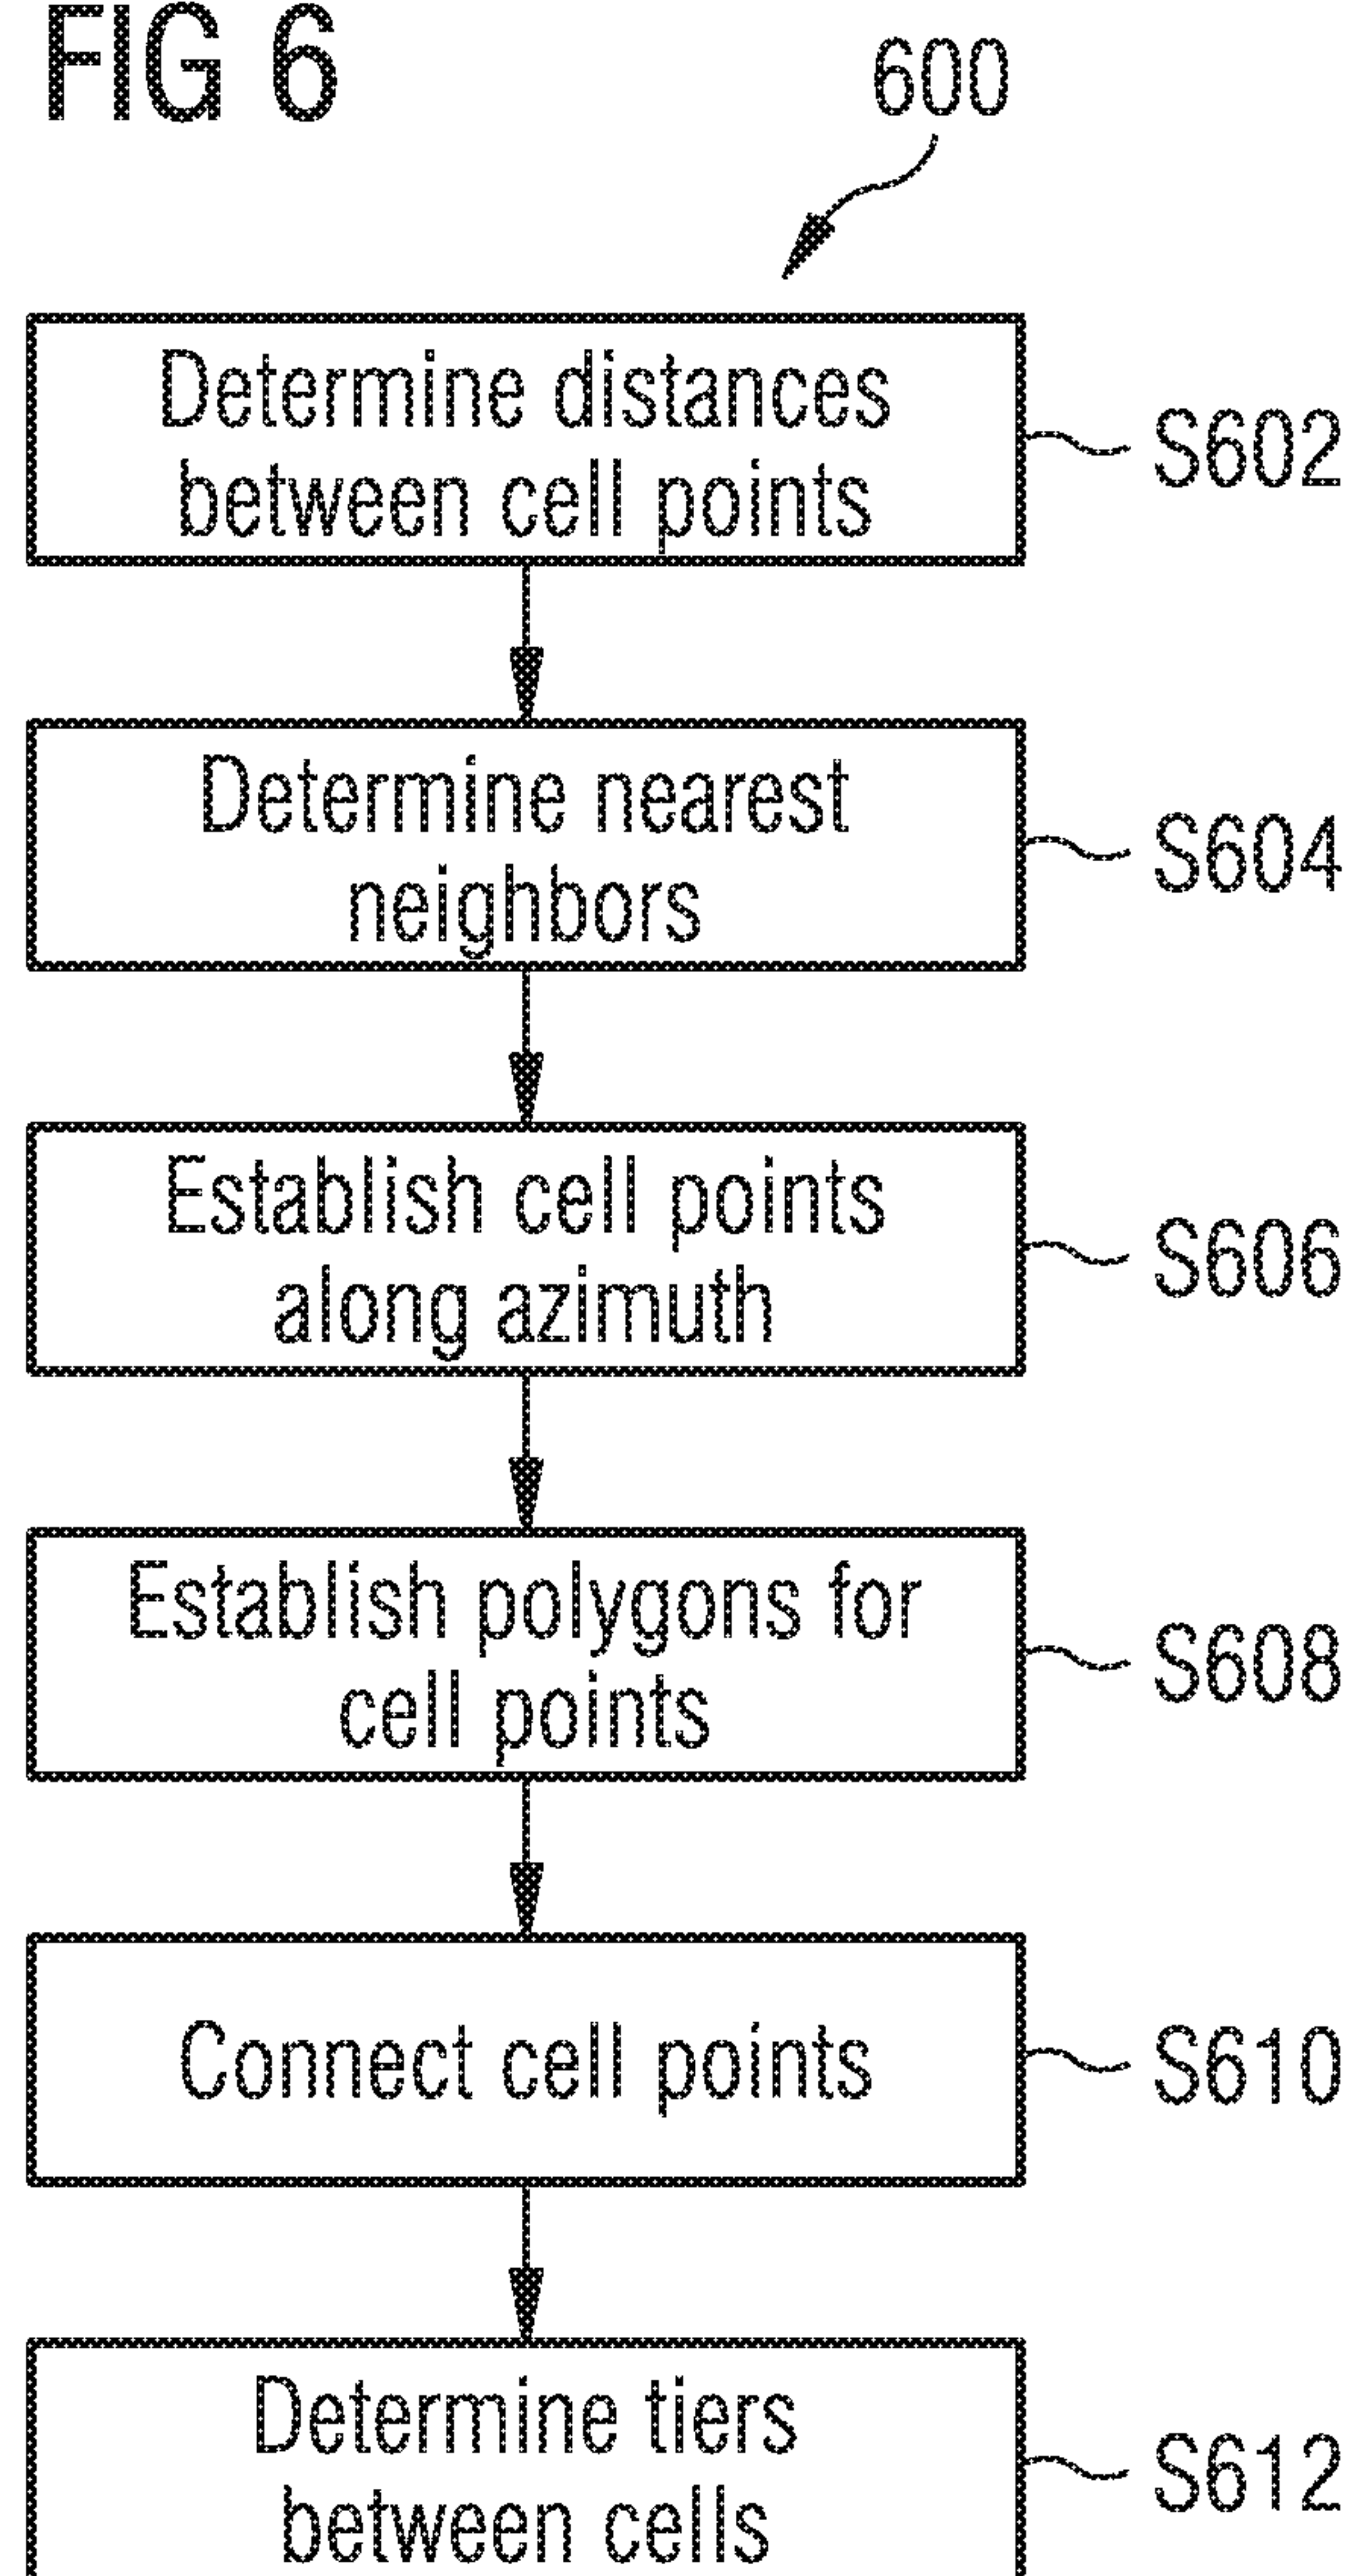 FIG 6
600
Determine distances
between cell points
S602
Determine nearest
neighbors
S604
Establish cell points
along azimuth
S606
Establish polygons for
cell points
S608
Connect cell points
S610
Determine tiers
between cells
S612